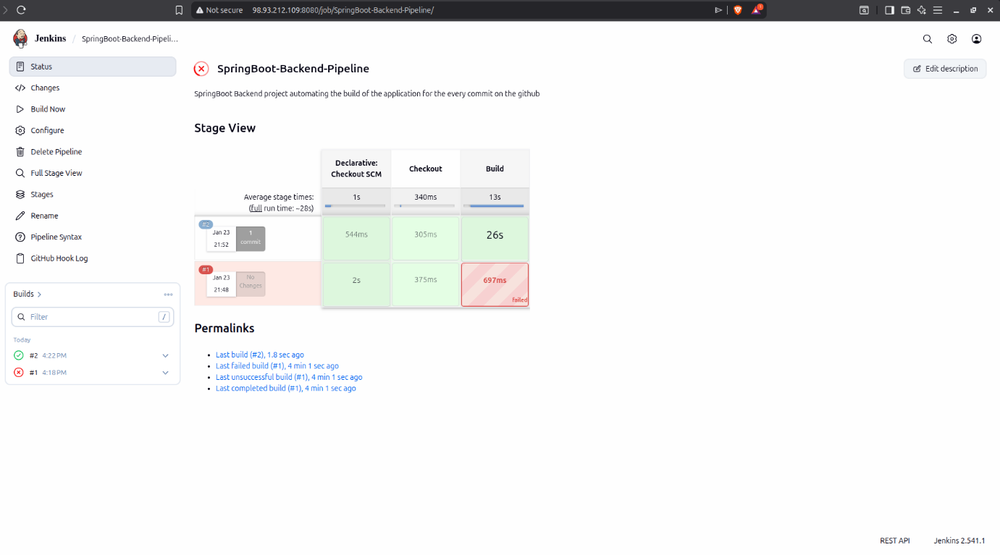 Not secure 98.93.212.109:8080/job/SpringBoot-Backend-Pipeline/
Jenkins / SpringBoot-Backend-Pipeli...
Status
Changes
Build Now
Configure
Delete Pipeline
Full Stage View
Stages
Rename
Pipeline Syntax
GitHub Hook Log
Builds
Filter /
Today
#2 4:22 PM
#1 4:18 PM
SpringBoot-Backend-Pipeline
Edit description
SpringBoot Backend project automating the build of the application for the every commit on the github
Stage View
Declarative:
Checkout SCM
Checkout
Build
Average stage times:
(full run time: ~28s)
1s 340ms 13s
#2
Jan 23
21:52
1
commit
544ms 305ms 26s
#1
Jan 23
21:48
No
Changes
2s 375ms 697ms
failed
Permalinks
Last build (#2), 1.8 sec ago
Last failed build (#1), 4 min 1 sec ago
Last unsuccessful build (#1), 4 min 1 sec ago
Last completed build (#1), 4 min 1 sec ago
REST API Jenkins 2.541.1